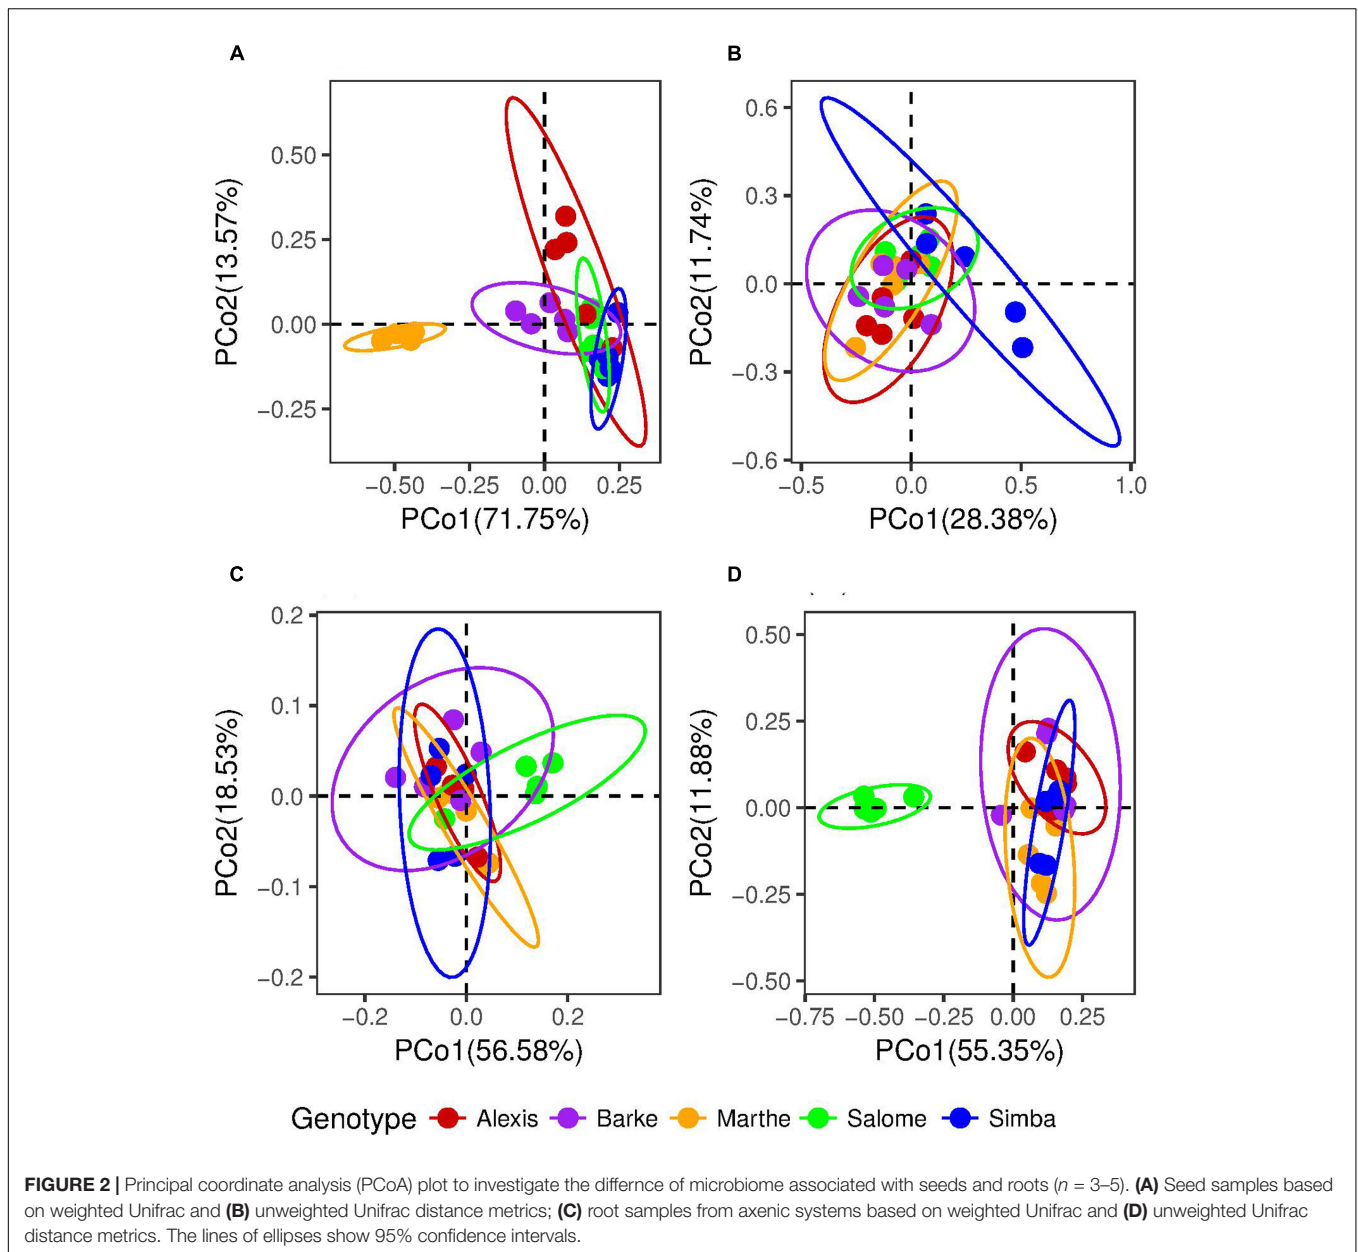 A
B
0.50
0.25
0.00
−0.25
PCo2(13.57%)
−0.50 −0.25 0.00 0.25
PCo1(71.75%)
0.6
0.3
0.0
−0.3
−0.6
PCo2(11.74%)
−0.5 0.0 0.5 1.0
PCo1(28.38%)
C
D
0.2
0.1
0.0
−0.1
−0.2
PCo2(18.53%)
−0.2 0.0 0.2
PCo1(56.58%)
0.50
0.25
0.00
−0.25
−0.50
PCo2(11.88%)
−0.75 −0.50 −0.25 0.00 0.25
PCo1(55.35%)
Genotype Alexis Barke Marthe Salome Simba
FIGURE 2 | Principal coordinate analysis (PCoA) plot to investigate the differnce of microbiome associated with seeds and roots (n = 3–5). (A) Seed samples based
on weighted Unifrac and (B) unweighted Unifrac distance metrics; (C) root samples from axenic systems based on weighted Unifrac and (D) unweighted Unifrac
distance metrics. The lines of ellipses show 95% confidence intervals.